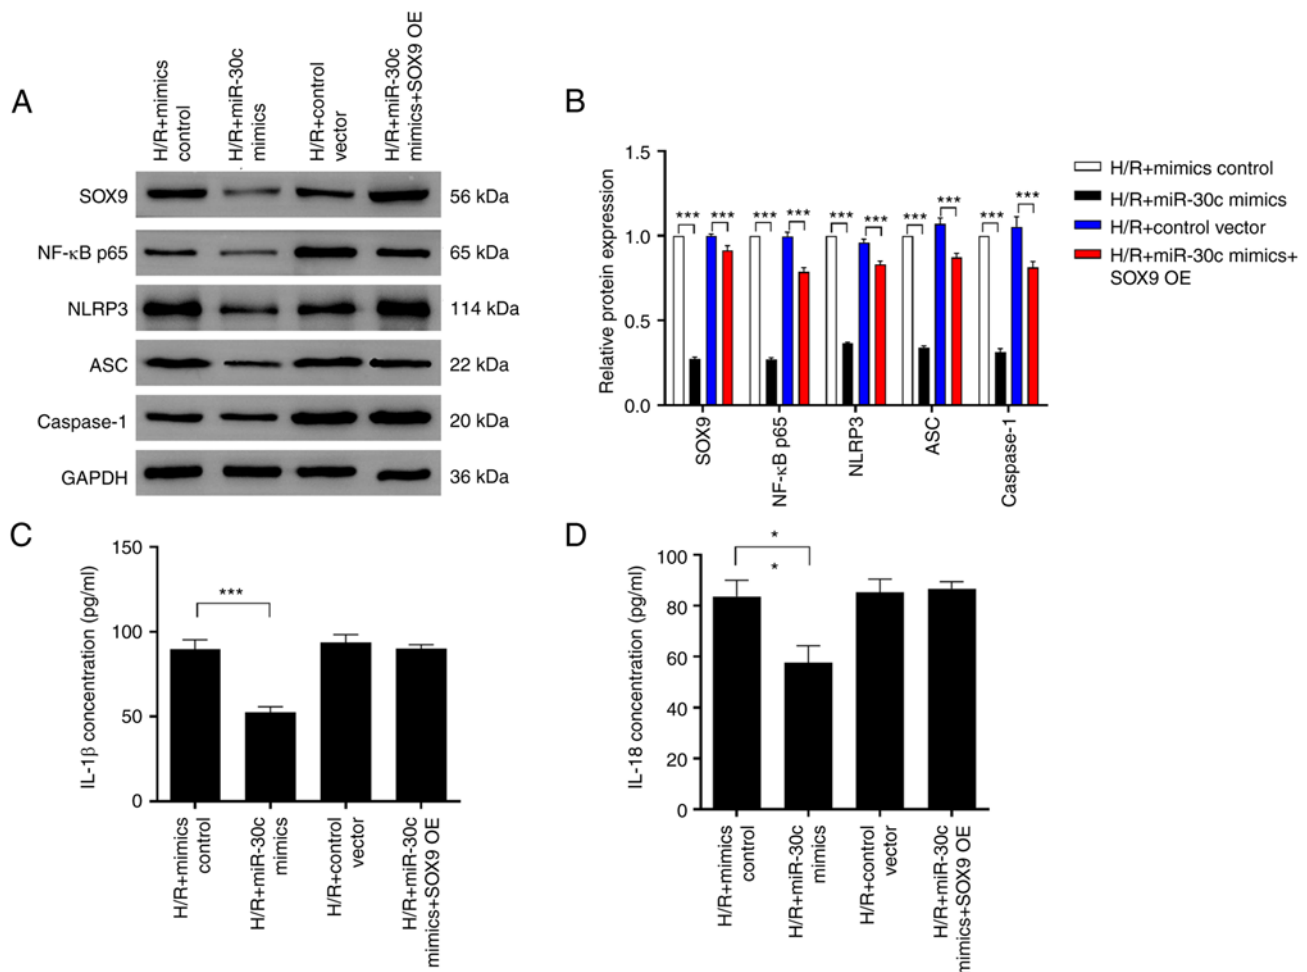 A
H/R+mimics
control
H/R+miR-30c
mimics
H/R+control
vector
H/R+miR-30c
mimics+SOX9 OE
SOX9
56 kDa
NF-κB p65
65 kDa
NLRP3
114 kDa
ASC
22 kDa
Caspase-1
20 kDa
GAPDH
36 kDa
B
Relative protein expression
1.5
1.0
0.5
0.0
*** *** *** *** *** *** *** *** *** ***
SOX9
NF-κB p65
NLRP3
ASC
Caspase-1
H/R+mimics control
H/R+miR-30c mimics
H/R+control vector
H/R+miR-30c mimics+
SOX9 OE
C
IL-1β concentration (pg/ml)
150
100
50
0
***
H/R+mimics
control
H/R+miR-30c
mimics
H/R+control
vector
H/R+miR-30c
mimics+SOX9 OE
D
IL-18 concentration (pg/ml)
100
80
60
40
20
0
*
*
H/R+mimics
control
H/R+miR-30c
mimics
H/R+control
vector
H/R+miR-30c
mimics+SOX9 OE